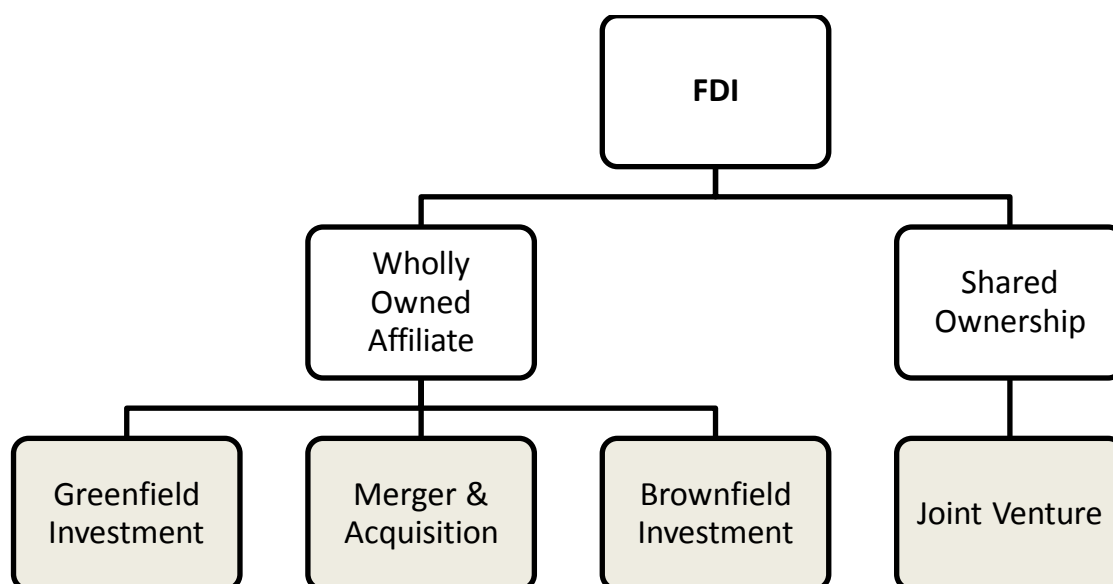 FDI
Wholly
Owned
Affiliate
Shared
Ownership
Greenfield
Investment
Merger &
Acquisition
Brownfield
Investment
Joint Venture